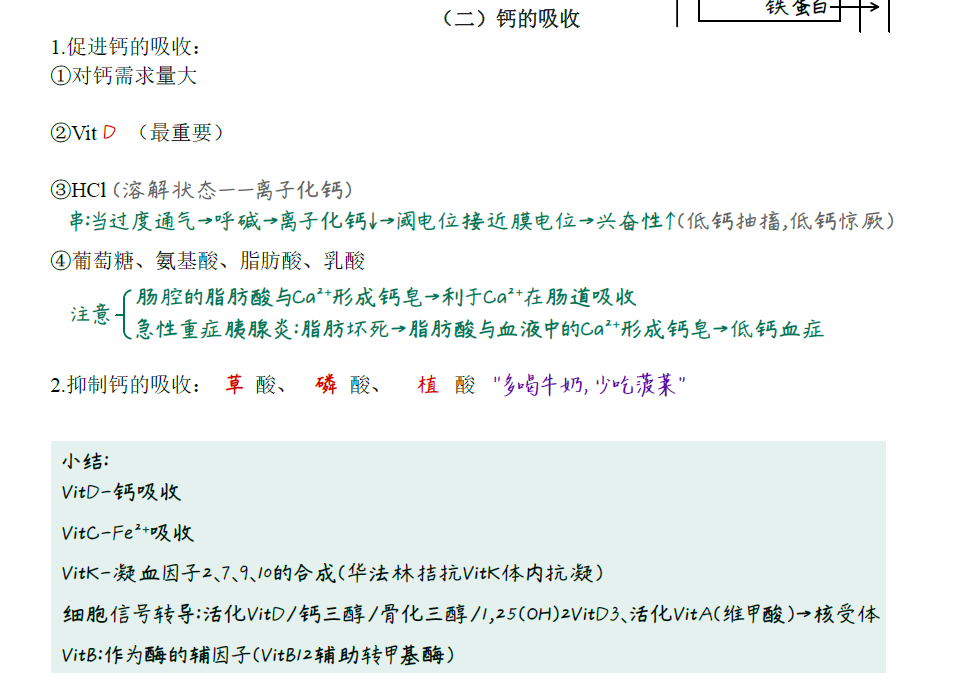 铁蛋白
（二）钙的吸收
1.促进钙的吸收：
①对钙需求量大
②Vit D （最重要）
③HCl (溶解状态——离子化钙)
串:当过度通气→呼碱→离子化钙↓→阈电位接近膜电位→兴奋性↑(低钙抽搐,低钙惊厥)
④葡萄糖、氨基酸、脂肪酸、乳酸
注意
肠腔的脂肪酸与Ca²⁺形成钙皂→利于Ca²⁺在肠道吸收
急性重症胰腺炎:脂肪坏死→脂肪酸与血液中的Ca²⁺形成钙皂→低钙血症
2.抑制钙的吸收： 草 酸、 磷 酸、 植 酸 "多喝牛奶,少吃菠菜"
小结:
VitD-钙吸收
VitC-Fe²⁺吸收
VitK-凝血因子2、7、9、10的合成(华法林拮抗VitK体内抗凝)
细胞信号转导:活化VitD/钙三醇/骨化三醇/1,25(OH)2VitD3、活化VitA(维甲酸)→核受体
VitB:作为酶的辅因子(VitB12辅助转甲基酶)